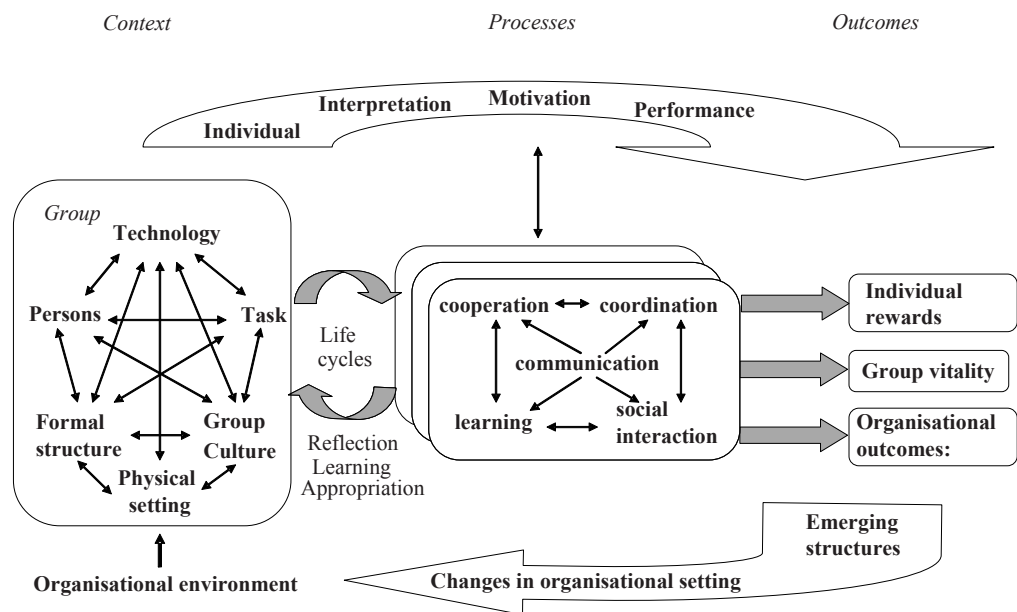 Context
Processes
Outcomes
Individual
Interpretation
Motivation
Performance
Group
Technology
Persons
Task
Formal
structure
Group
Culture
Physical
setting
Organisational environment
Life
cycles
Reflection
Learning
Appropriation
cooperation
coordination
communication
learning
social
interaction
Individual
rewards
Group vitality
Organisational
outcomes:
Emerging
structures
Changes in organisational setting